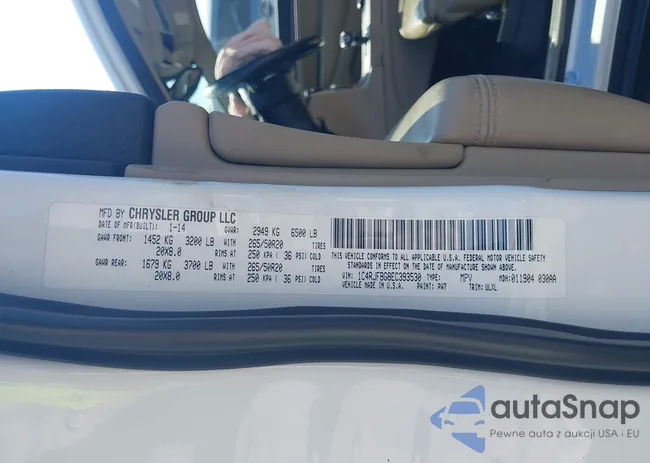 MFD BY CHRYSLER GROUP LLC
DATE OF MFR(BUILT): 1-14 GVWR: 2949 KG 6500 LB
GAWR FRONT: 1452 KG 3200 LB WITH 265/50R20 TIRES
20X8.0 RIMS AT 250 KPA ( 36 PSI) COLD
GAWR REAR: 1679 KG 3700 LB WITH 265/50R20 TIRES
20X8.0 RIMS AT 250 KPA ( 36 PSI) COLD
THIS VEHICLE CONFORMS TO ALL APPLICABLE U.S.A. FEDERAL MOTOR VEHICLE SAFETY
STANDARDS IN EFFECT ON THE DATE OF MANUFACTURE SHOWN ABOVE.
VIN: 1C4RJFBG8EC393530 TYPE: MPV MDH: 011904 030AA
VEHICLE MADE IN U.S.A. PAINT: PW7 TRIM: ULXL
autaSnap
Pewne auta z aukcji USA i EU